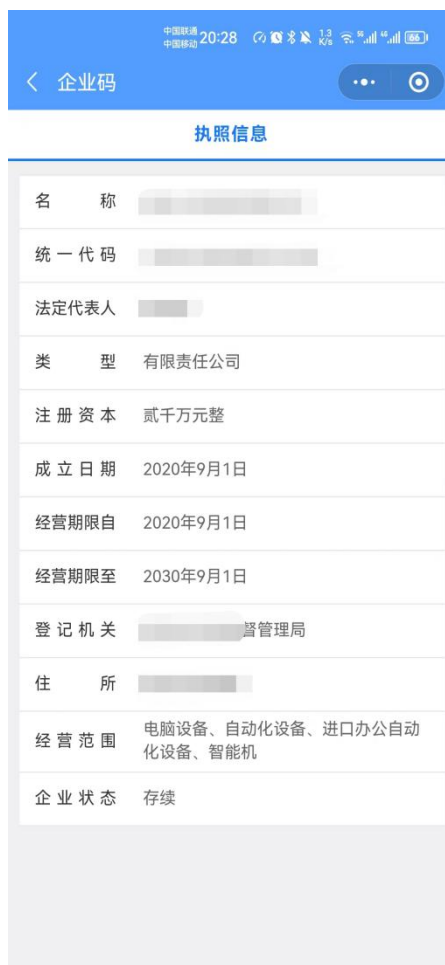 中国联通
中国移动 20:28 1.3 K/s 66
企业码
执照信息
名 称
统一代码
法定代表人
类 型 有限责任公司
注册资本 贰千万元整
成立日期 2020年9月1日
经营期限自 2020年9月1日
经营期限至 2030年9月1日
登记机关 督管理局
住 所
经营范围 电脑设备、自动化设备、进口办公自动
化设备、智能机
企业状态 存续